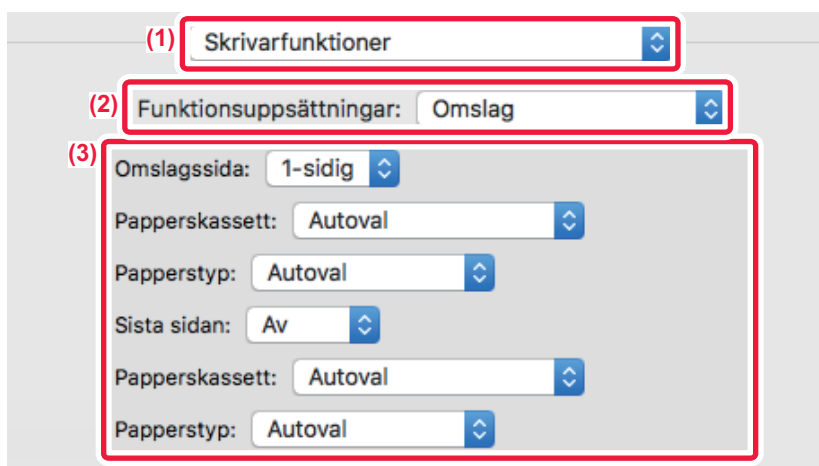 (1) Skrivarfunktioner
(2) Funktionsuppsättningar: Omslag
(3)
Omslagssida: 1-sidig
Papperskassett: Autoval
Papperstyp: Autoval
Sista sidan: Av
Papperskassett: Autoval
Papperstyp: Autoval